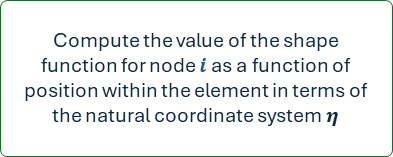 Compute the value of the shape
function for node i as a function of
position within the element in terms of
the natural coordinate system η